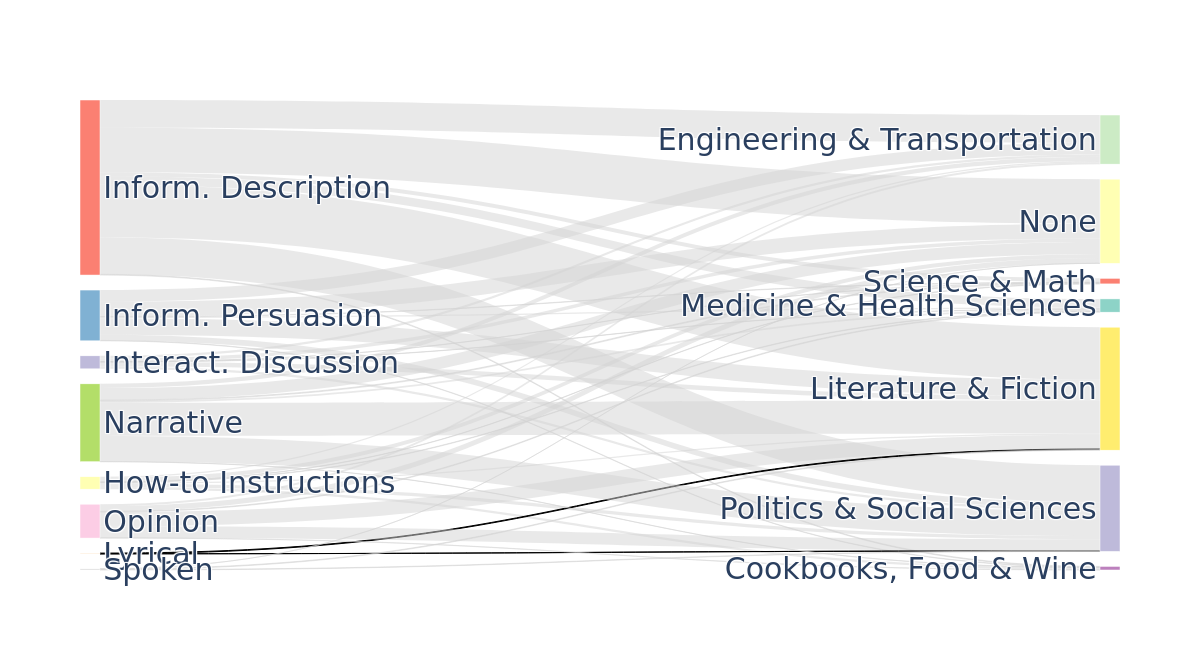 Inform. Description
Inform. Persuasion
Interact. Discussion
Narrative
How-to Instructions
Opinion
Lyrical
Spoken
Engineering & Transportation
None
Science & Math
Medicine & Health Sciences
Literature & Fiction
Politics & Social Sciences
Cookbooks, Food & Wine